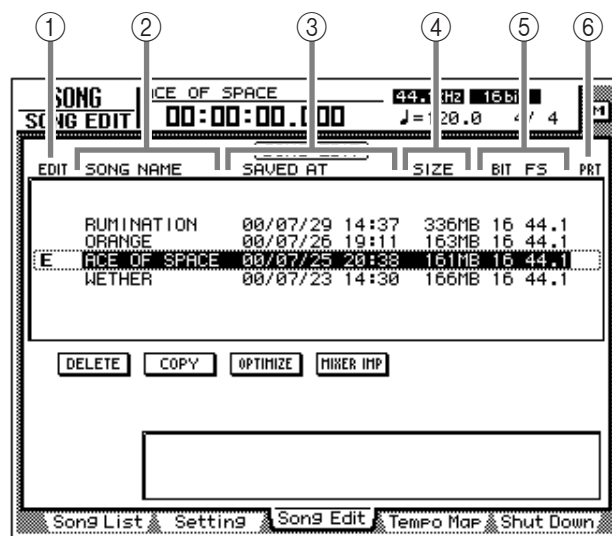 ① ② ③ ④ ⑤ ⑥
SONG ACE OF SPACE 44.1kHz 16bit
SONG EDIT 00:00:00.000 ♩=120.0 4/ 4 M
EDIT SONG NAME SAVED AT SIZE BIT FS PRT
RUMINATION 00/07/29 14:37 336MB 16 44.1
ORANGE 00/07/26 19:11 163MB 16 44.1
E ACE OF SPACE 00/07/25 20:38 161MB 16 44.1
WETHER 00/07/23 14:30 166MB 16 44.1
DELETE COPY OPTIMIZE MIXER IMP
Song List Setting Song Edit Tempo Map Shut Down